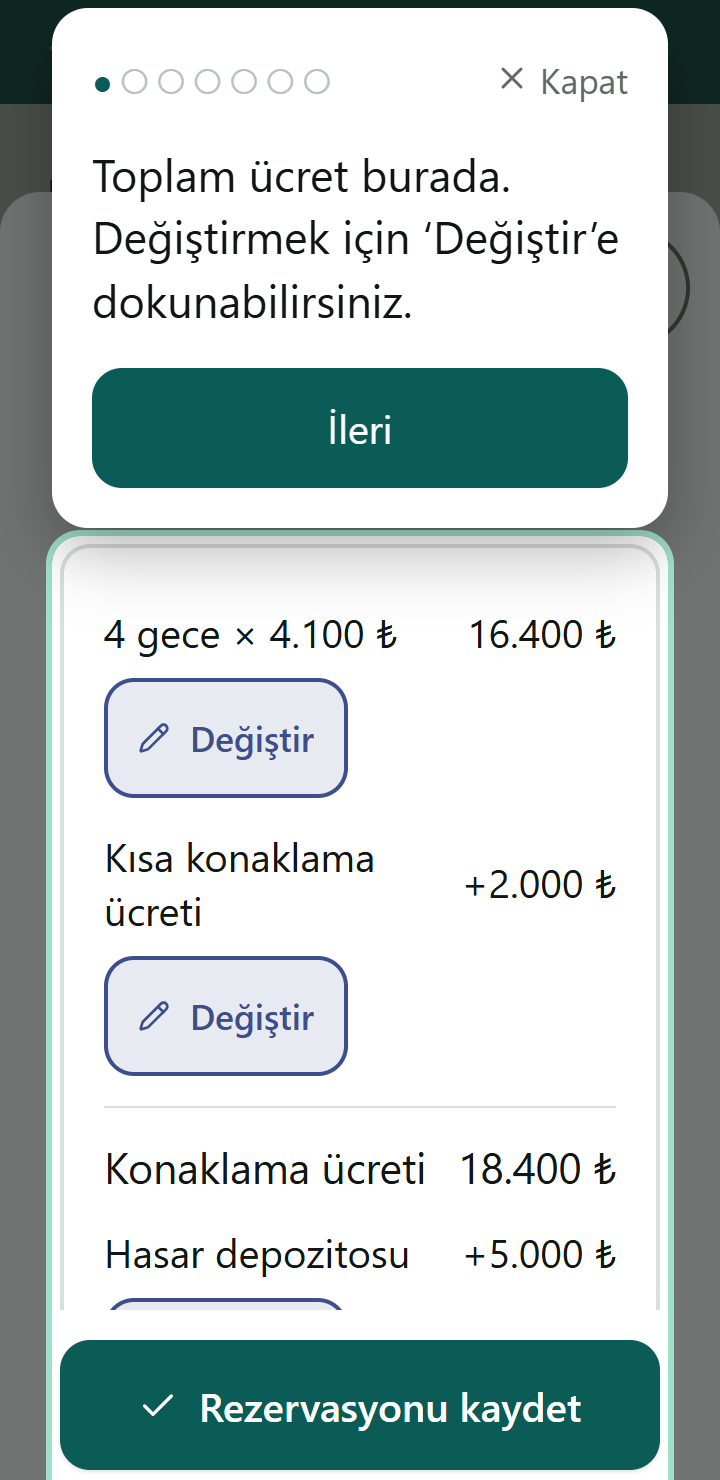 Kapat
Toplam ücret burada.
Değiştirmek için ‘Değiştir’e
dokunabilirsiniz.
İleri
4 gece × 4.100 ₺ 16.400 ₺
Değiştir
Kısa konaklama
ücreti
+2.000 ₺
Değiştir
Konaklama ücreti 18.400 ₺
Hasar depozitosu +5.000 ₺
Rezervasyonu kaydet